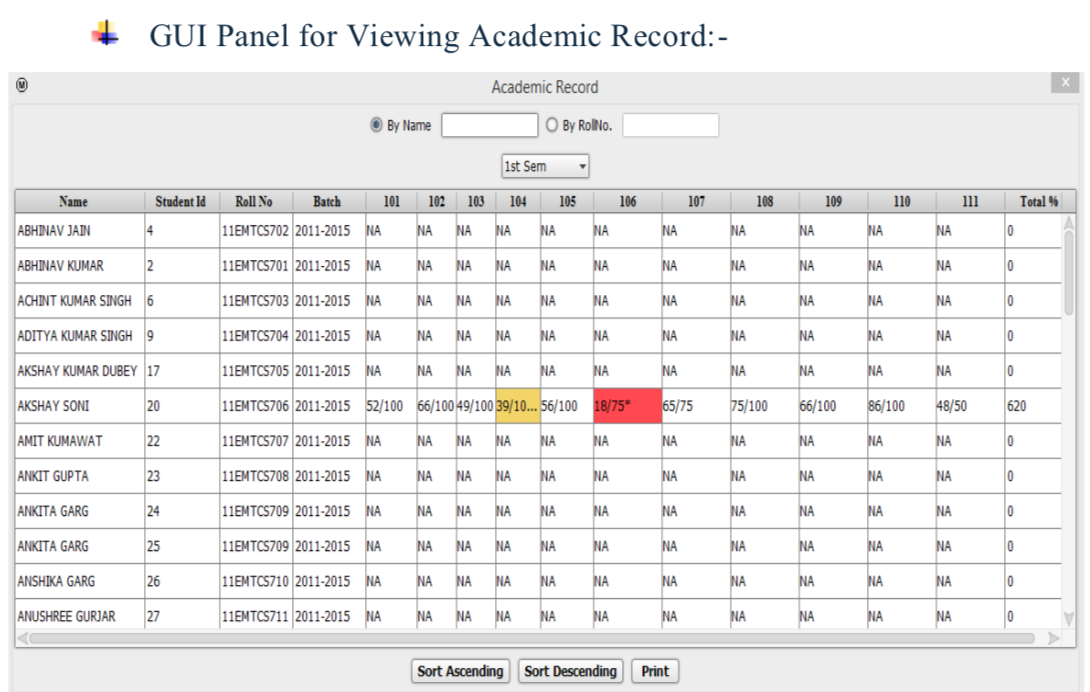 GUI Panel for Viewing Academic Record:-
M Academic Record x
By Name By RollNo.
1st Sem
Name Student Id Roll No Batch 101 102 103 104 105 106 107 108 109 110 111 Total %
ABHINAV JAIN 4 11EMTCS702 2011-2015 NA NA NA NA NA NA NA NA NA NA NA 0
ABHINAV KUMAR 2 11EMTCS701 2011-2015 NA NA NA NA NA NA NA NA NA NA NA 0
ACHINT KUMAR SINGH 6 11EMTCS703 2011-2015 NA NA NA NA NA NA NA NA NA NA NA 0
ADITYA KUMAR SINGH 9 11EMTCS704 2011-2015 NA NA NA NA NA NA NA NA NA NA NA 0
AKSHAY KUMAR DUBEY 17 11EMTCS705 2011-2015 NA NA NA NA NA NA NA NA NA NA NA 0
AKSHAY SONI 20 11EMTCS706 2011-2015 52/100 66/100 49/100 39/10... 56/100 18/75* 65/75 75/100 66/100 86/100 48/50 620
AMIT KUMAWAT 22 11EMTCS707 2011-2015 NA NA NA NA NA NA NA NA NA NA NA 0
ANKIT GUPTA 23 11EMTCS708 2011-2015 NA NA NA NA NA NA NA NA NA NA NA 0
ANKITA GARG 24 11EMTCS709 2011-2015 NA NA NA NA NA NA NA NA NA NA NA 0
ANKITA GARG 25 11EMTCS709 2011-2015 NA NA NA NA NA NA NA NA NA NA NA 0
ANSHIKA GARG 26 11EMTCS710 2011-2015 NA NA NA NA NA NA NA NA NA NA NA 0
ANUSHREE GURJAR 27 11EMTCS711 2011-2015 NA NA NA NA NA NA NA NA NA NA NA 0
Sort Ascending Sort Descending Print